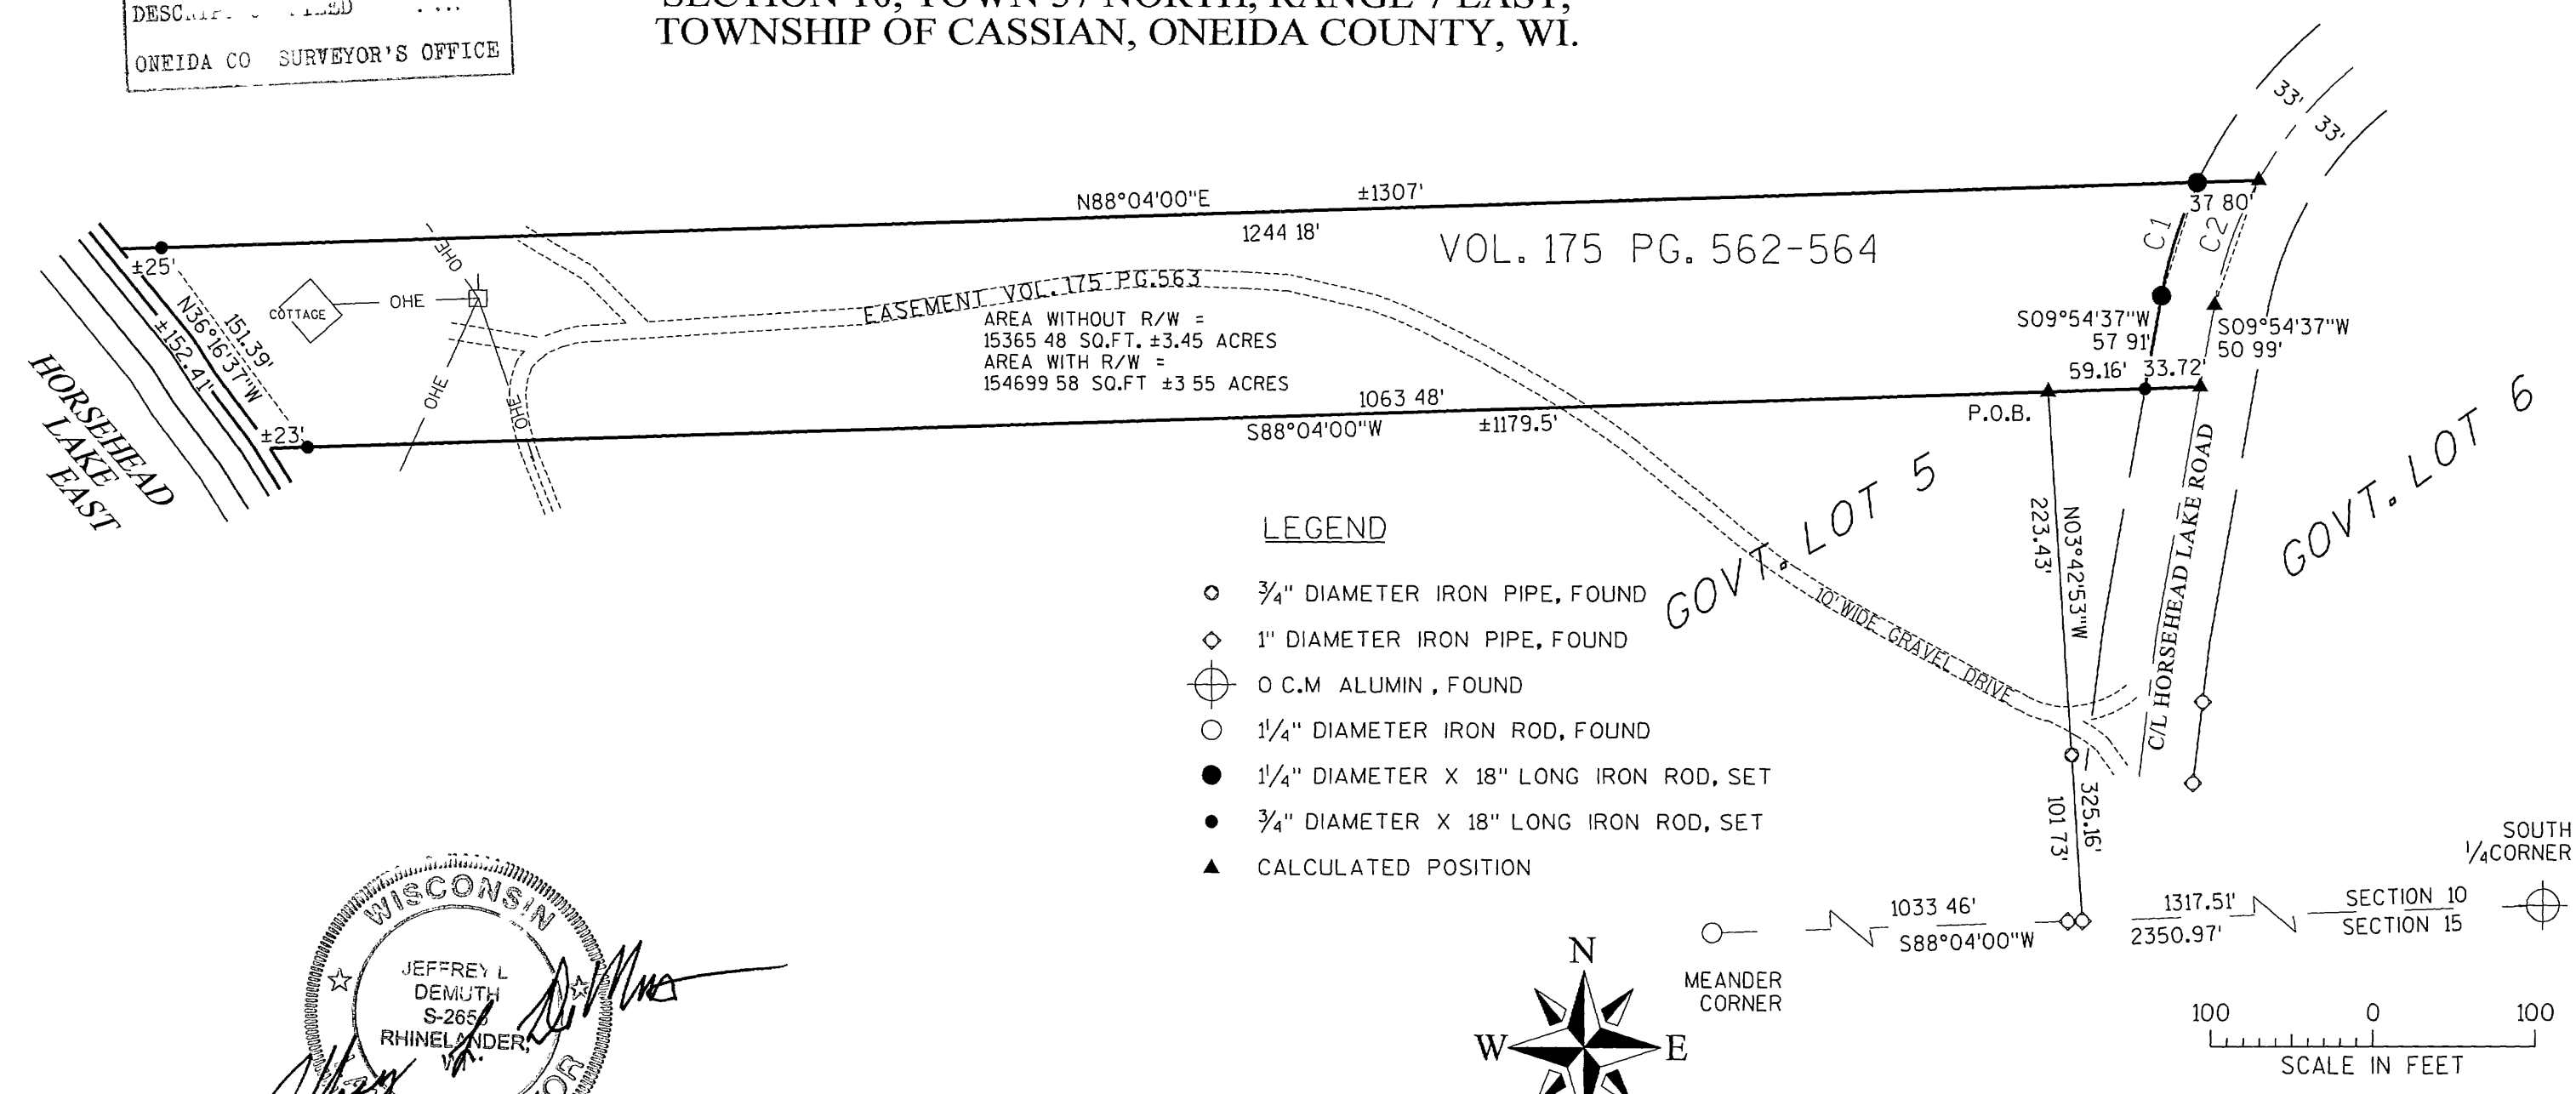 ONEIDA CO SURVEYOR'S OFFICE
TOWNSHIP OF CASSIAN, ONEIDA COUNTY, WI.
33'
33'
N88°04'00"E
±1307'
1244 18'
37 80'
VOL. 175 PG. 562-564
C1
C2
±25'
N36°16'37"W
151.39'
±152.41'
±23'
COTTAGE
OHE
OHE
OHE
OHE
EASEMENT VOL. 175 PG.563
AREA WITHOUT R/W =
15365 48 SQ.FT. ±3.45 ACRES
AREA WITH R/W =
154699 58 SQ.FT ±3 55 ACRES
S09°54'37"W
57 91'
S09°54'37"W
50 99'
59.16'
33.72'
1063 48'
S88°04'00"W
±1179.5'
P.O.B.
HORSEHEAD
LAKE
EAST
GOVT. LOT 5
GOVT. LOT 6
N03°42'53"W
223.43'
C/L HORSEHEAD LAKE ROAD
10' WIDE GRAVEL DRIVE
LEGEND
3/4" DIAMETER IRON PIPE, FOUND
1" DIAMETER IRON PIPE, FOUND
O C.M ALUMIN , FOUND
1 1/4" DIAMETER IRON ROD, FOUND
1 1/4" DIAMETER X 18" LONG IRON ROD, SET
3/4" DIAMETER X 18" LONG IRON ROD, SET
CALCULATED POSITION
325.16'
101 73'
SOUTH
1/4 CORNER
1033 46'
S88°04'00"W
1317.51'
2350.97'
SECTION 10
SECTION 15
MEANDER
CORNER
N
W
E
100 0 100
SCALE IN FEET
WISCONSIN
JEFFREY L
DEMUTH
RHINELANDER,